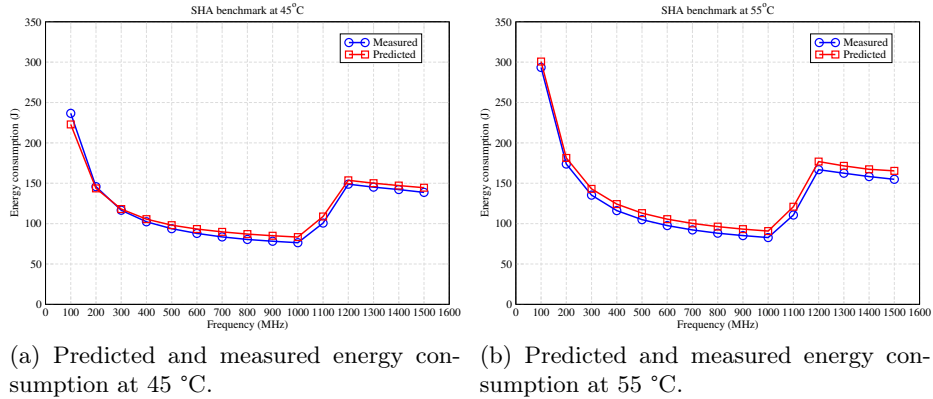 SHA benchmark at 45°C
Measured
Predicted
Energy consumption (J)
350
300
250
200
150
100
50
0
0 100 200 300 400 500 600 700 800 900 1000 1100 1200 1300 1400 1500 1600
Frequency (MHz)
(a) Predicted and measured energy con-
sumption at 45 °C.
SHA benchmark at 55°C
Measured
Predicted
Energy consumption (J)
350
300
250
200
150
100
50
0
0 100 200 300 400 500 600 700 800 900 1000 1100 1200 1300 1400 1500 1600
Frequency (MHz)
(b) Predicted and measured energy con-
sumption at 55 °C.